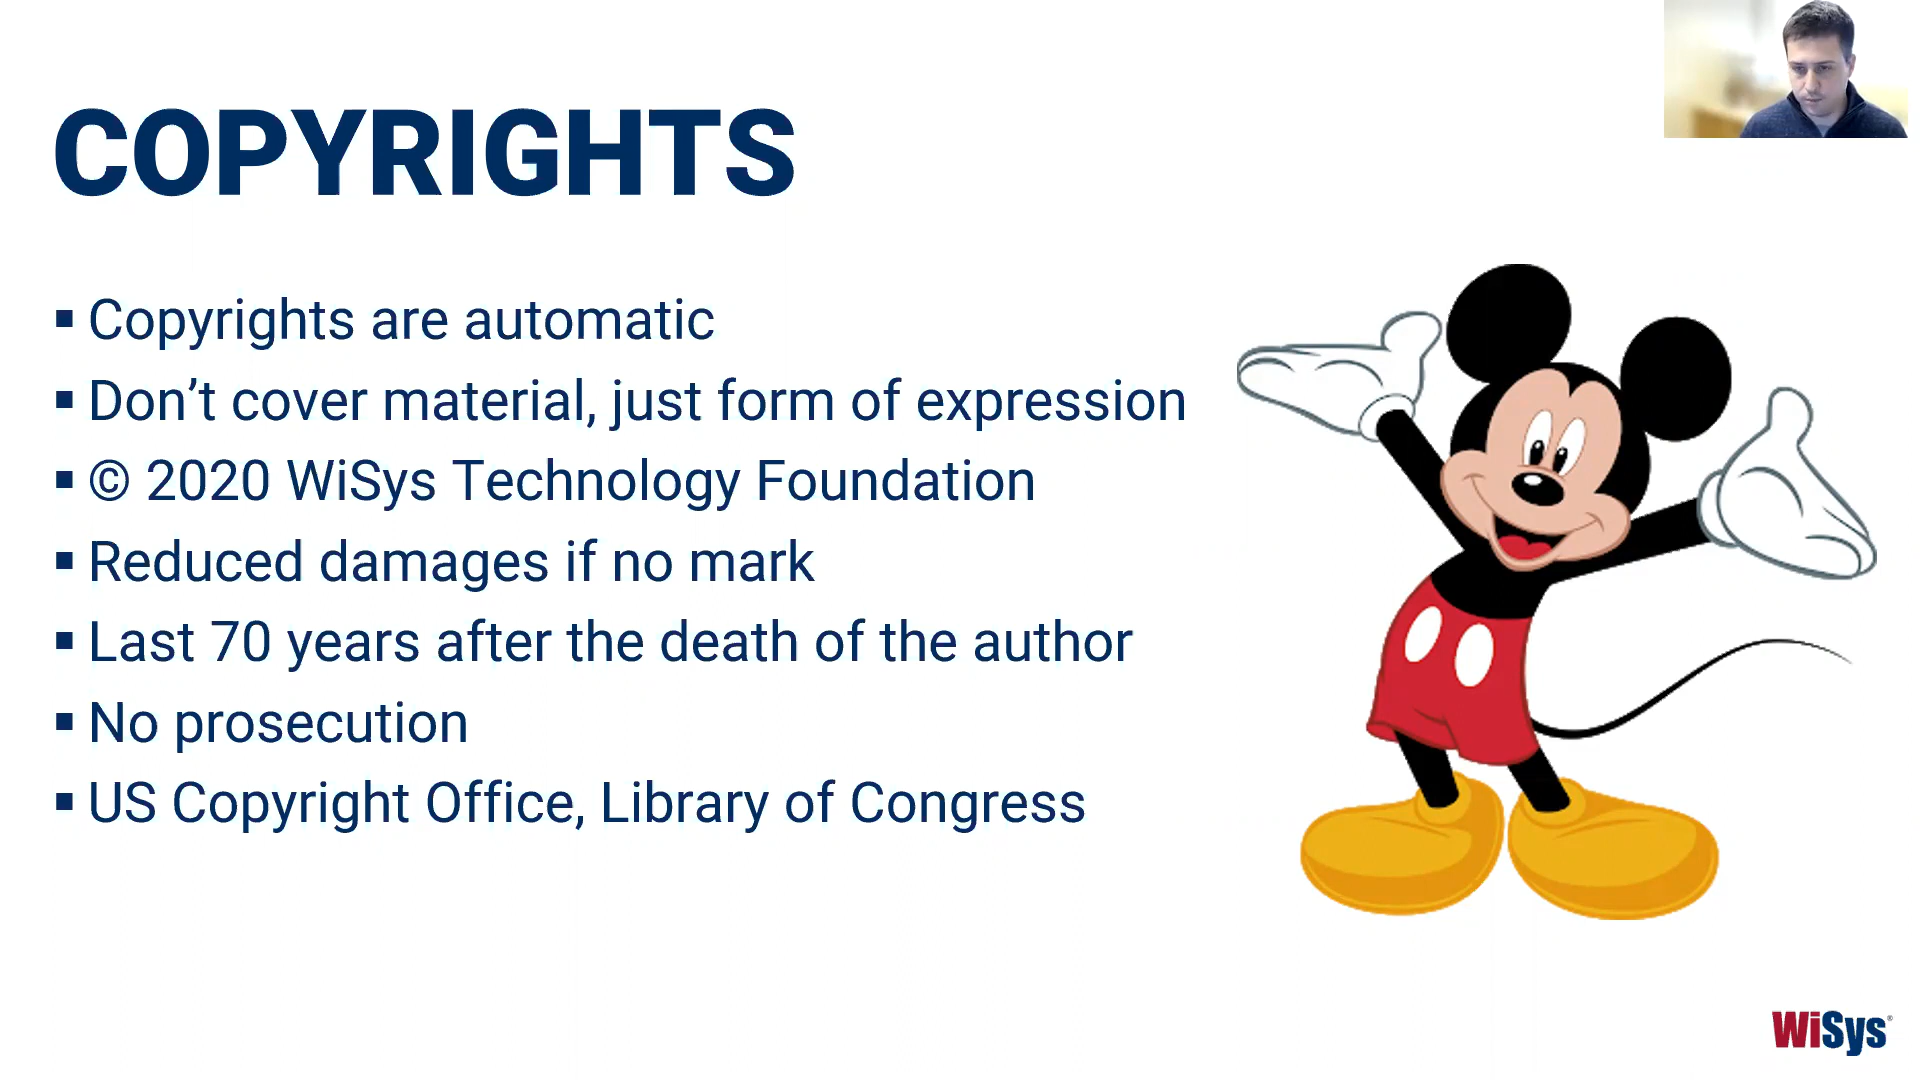 COPYRIGHTS
▪ Copyrights are automatic
▪ Don’t cover material, just form of expression
▪ © 2020 WiSys Technology Foundation
▪ Reduced damages if no mark
▪ Last 70 years after the death of the author
▪ No prosecution
▪ US Copyright Office, Library of Congress
WiSys®